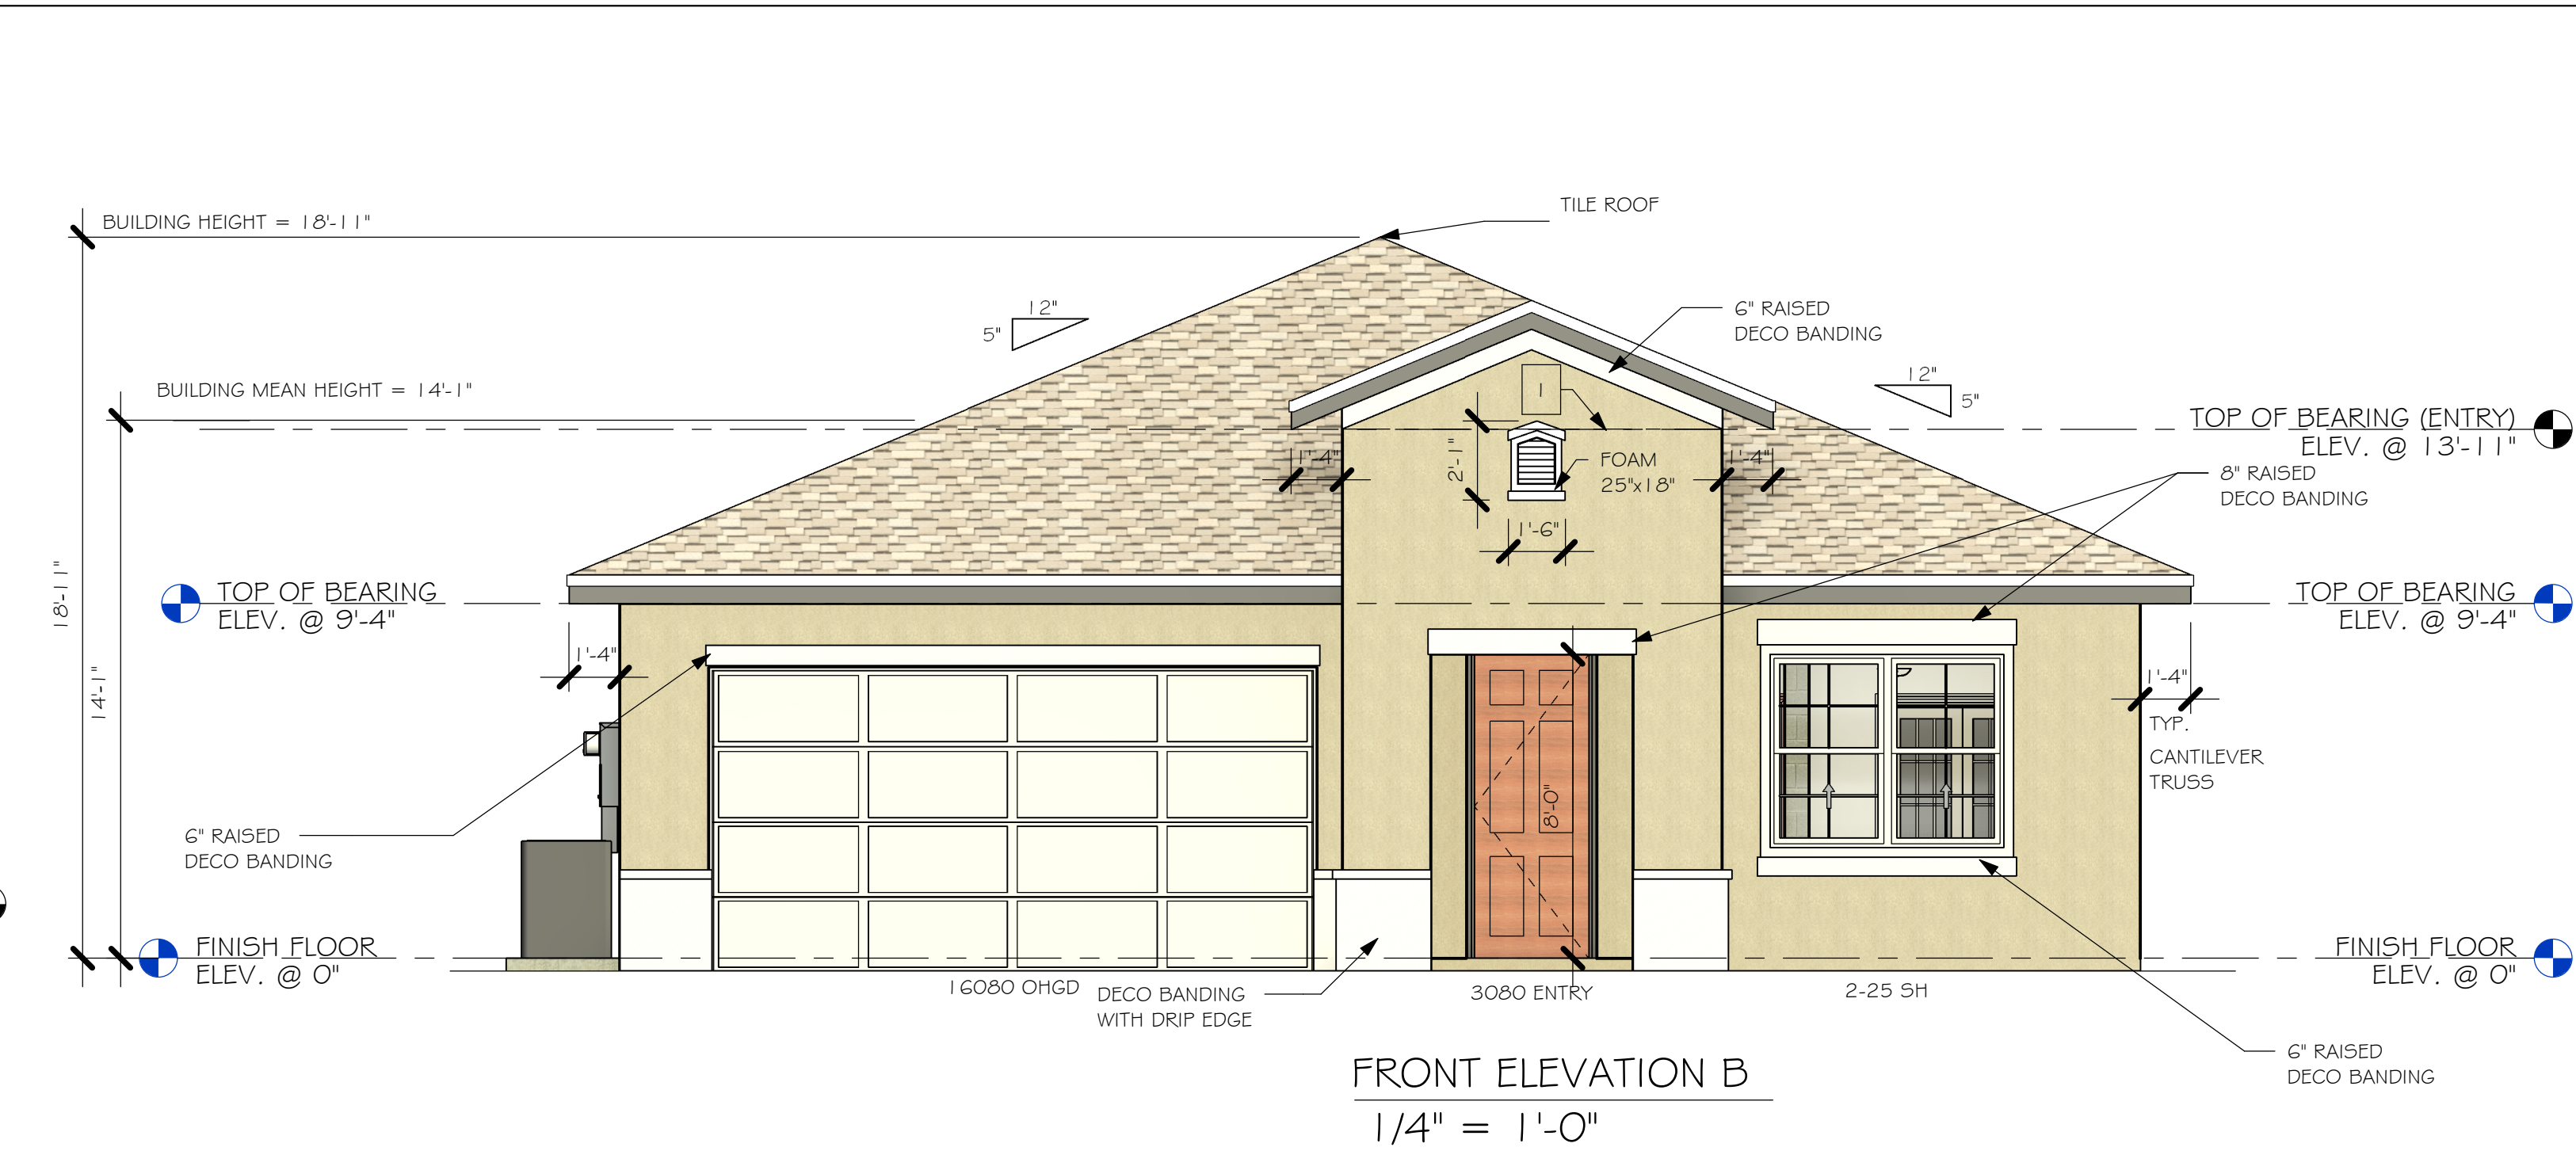 TILE ROOF
BUILDING HEIGHT = 18'-11"
12"
5"
6" RAISED
DECO BANDING
BUILDING MEAN HEIGHT = 14'-1"
12"
5"
1
TOP OF BEARING (ENTRY)
ELEV. @ 13'-11"
1'-4"
2'-1"
FOAM
25"x18"
1'-4"
8" RAISED
DECO BANDING
1'-6"
18'-11"
14'-1"
TOP OF BEARING
ELEV. @ 9'-4"
TOP OF BEARING
ELEV. @ 9'-4"
1'-4"
1'-4"
TYP.
CANTILEVER
TRUSS
8'-0"
6" RAISED
DECO BANDING
FINISH FLOOR
ELEV. @ 0"
FINISH FLOOR
ELEV. @ 0"
16080 OHGD
DECO BANDING
WITH DRIP EDGE
3080 ENTRY
2-25 SH
6" RAISED
DECO BANDING
FRONT ELEVATION B
1/4" = 1'-0"